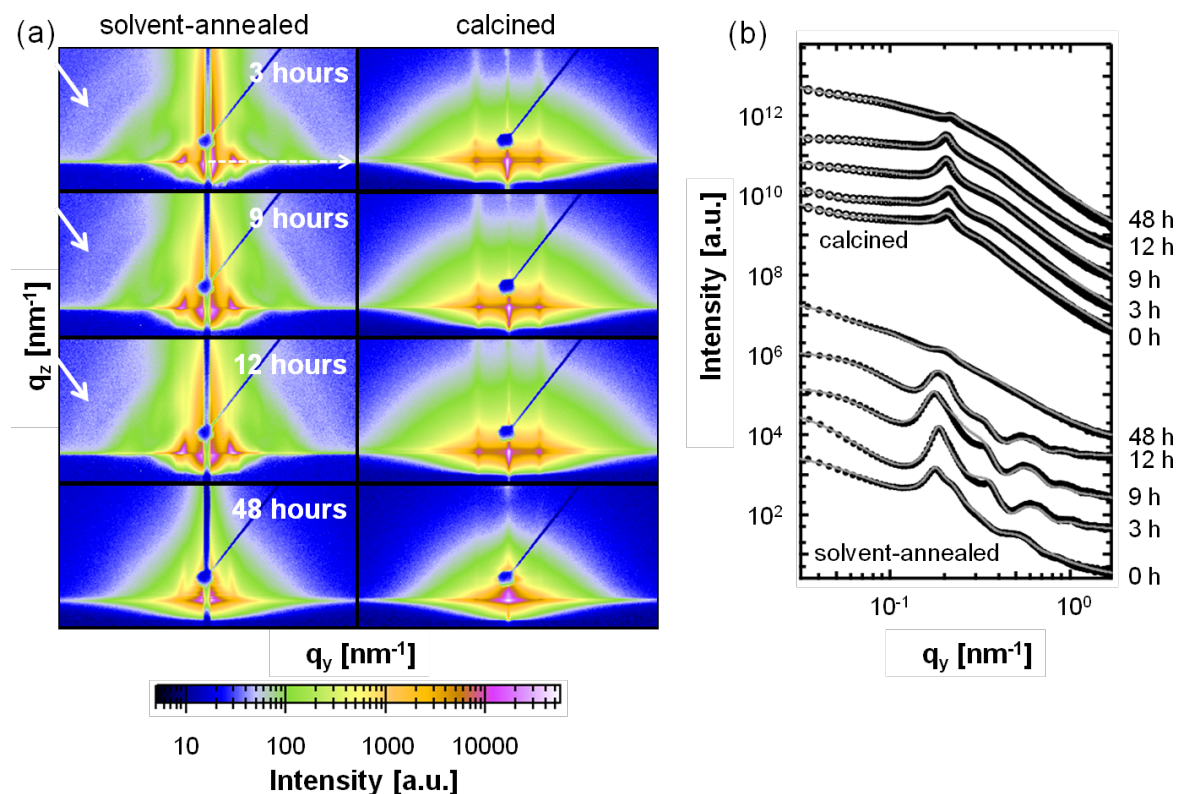 (a)
solvent-annealed
calcined
3 hours
9 hours
12 hours
48 hours
q_z [nm⁻¹]
q_y [nm⁻¹]
10
100
1000
10000
Intensity [a.u.]
(b)
Intensity [a.u.]
10¹²
10¹⁰
10⁸
10⁶
10⁴
10²
calcined
48 h
12 h
9 h
3 h
0 h
solvent-annealed
48 h
12 h
9 h
3 h
0 h
10⁻¹
10⁰
q_y [nm⁻¹]